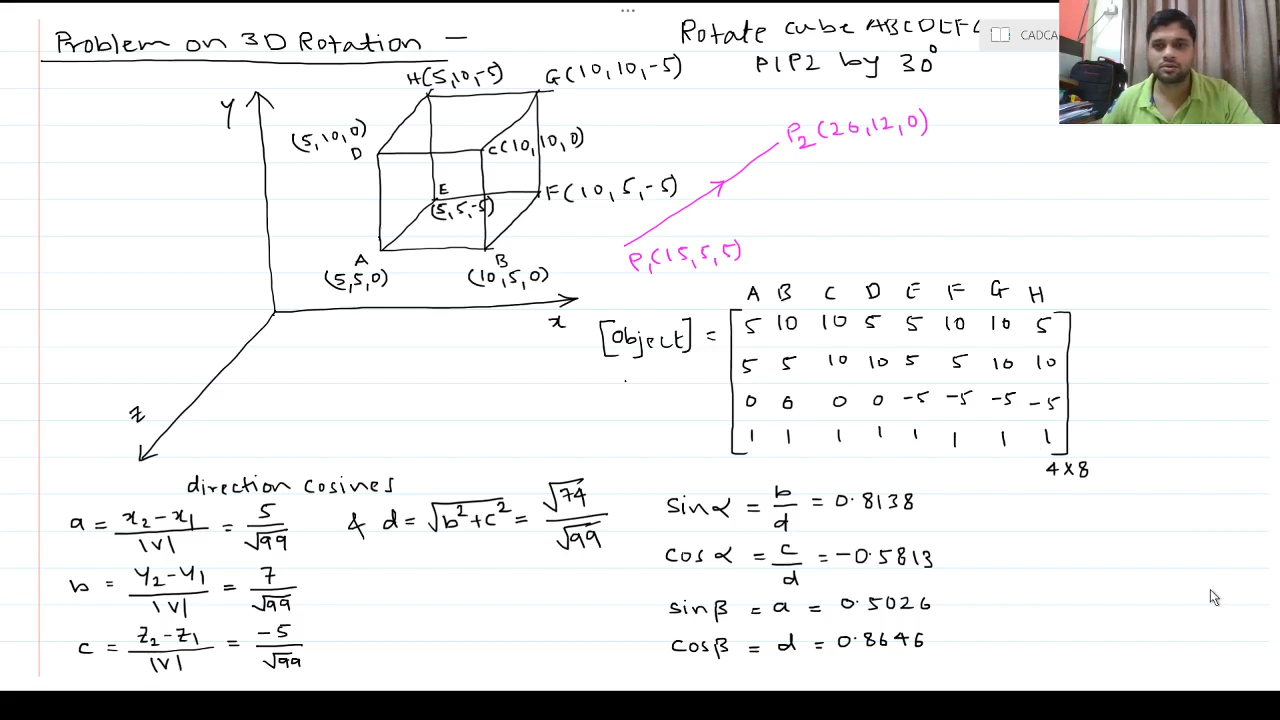 Problem on 3D Rotation —
Rotate cube ABCDEFG
P1P2 by 30°
CADCA
H(5,10,-5)
G(10,10,-5)
y
(5,10,0)
D
C(10,10,0)
P2(20,12,0)
E
(5,5,-5)
F(10,5,-5)
P1(15,5,5)
A
(5,5,0)
B
(10,5,0)
x
z
A B C D E F G H
[Object] =
5 10 10 5 5 10 10 5
5 5 10 10 5 5 10 10
0 0 0 0 -5 -5 -5 -5
1 1 1 1 1 1 1 1
4 X 8
direction cosines
a = x2-x1/|V| = 5/√99 & d = √b²+c² = √74/√99
b = y2-y1/|V| = 7/√99
c = z2-z1/|V| = -5/√99
sin α = b/d = 0.8138
cos α = c/d = -0.5813
sin β = a = 0.5026
cos β = d = 0.8646